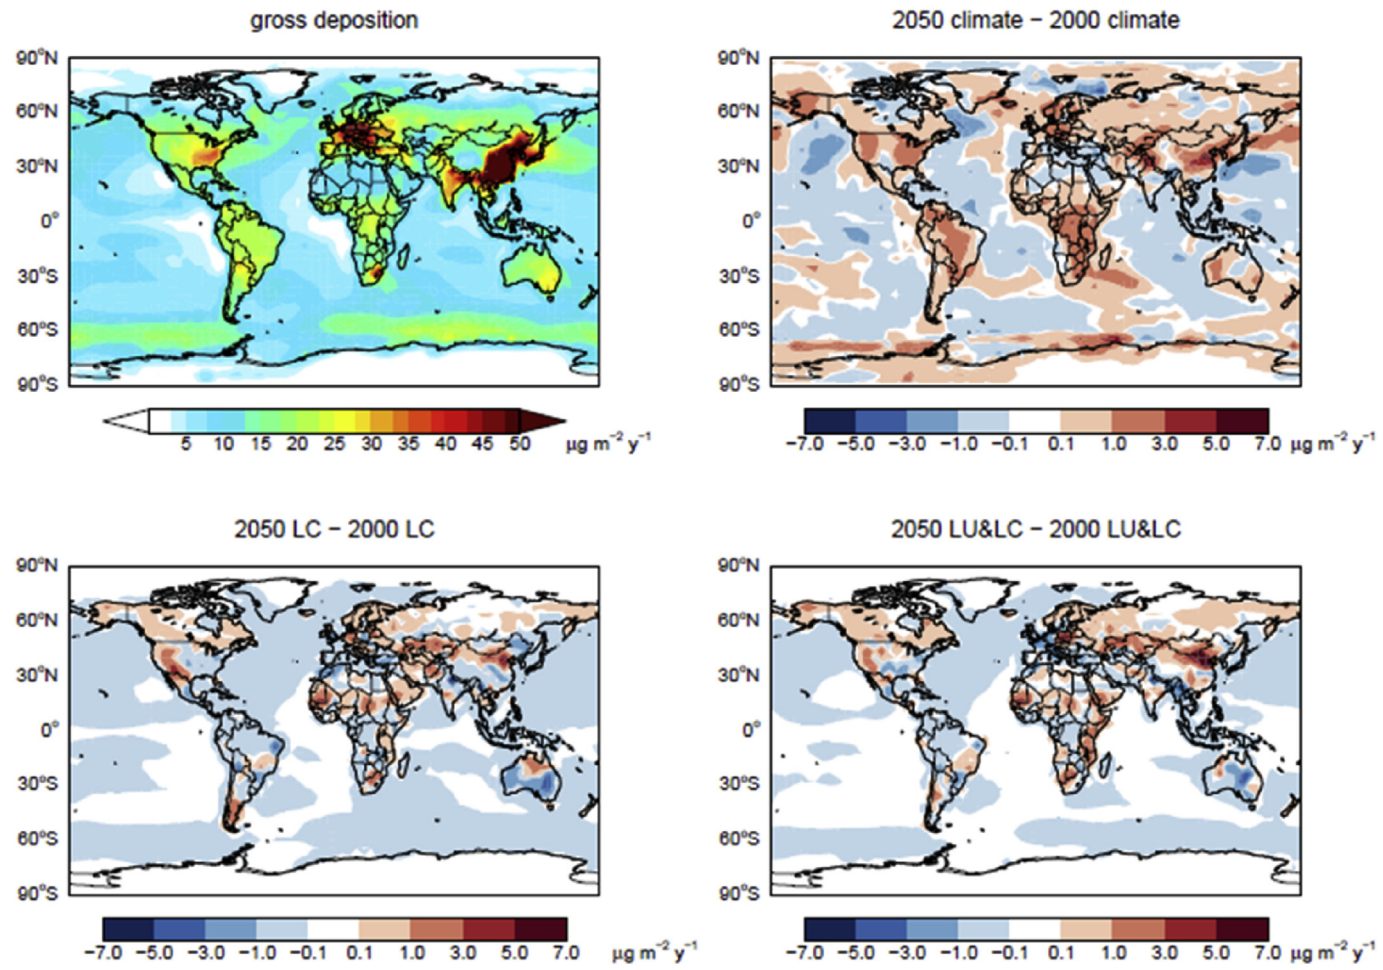 gross deposition
90°N
60°N
30°N
0°
30°S
60°S
90°S
5 10 15 20 25 30 35 40 45 50 µg m⁻² y⁻¹
2050 climate − 2000 climate
90°N
60°N
30°N
0°
30°S
60°S
90°S
−7.0 −5.0 −3.0 −1.0 −0.1 0.1 1.0 3.0 5.0 7.0 µg m⁻² y⁻¹
2050 LC − 2000 LC
90°N
60°N
30°N
0°
30°S
60°S
90°S
−7.0 −5.0 −3.0 −1.0 −0.1 0.1 1.0 3.0 5.0 7.0 µg m⁻² y⁻¹
2050 LU&LC − 2000 LU&LC
90°N
60°N
30°N
0°
30°S
60°S
90°S
−7.0 −5.0 −3.0 −1.0 −0.1 0.1 1.0 3.0 5.0 7.0 µg m⁻² y⁻¹